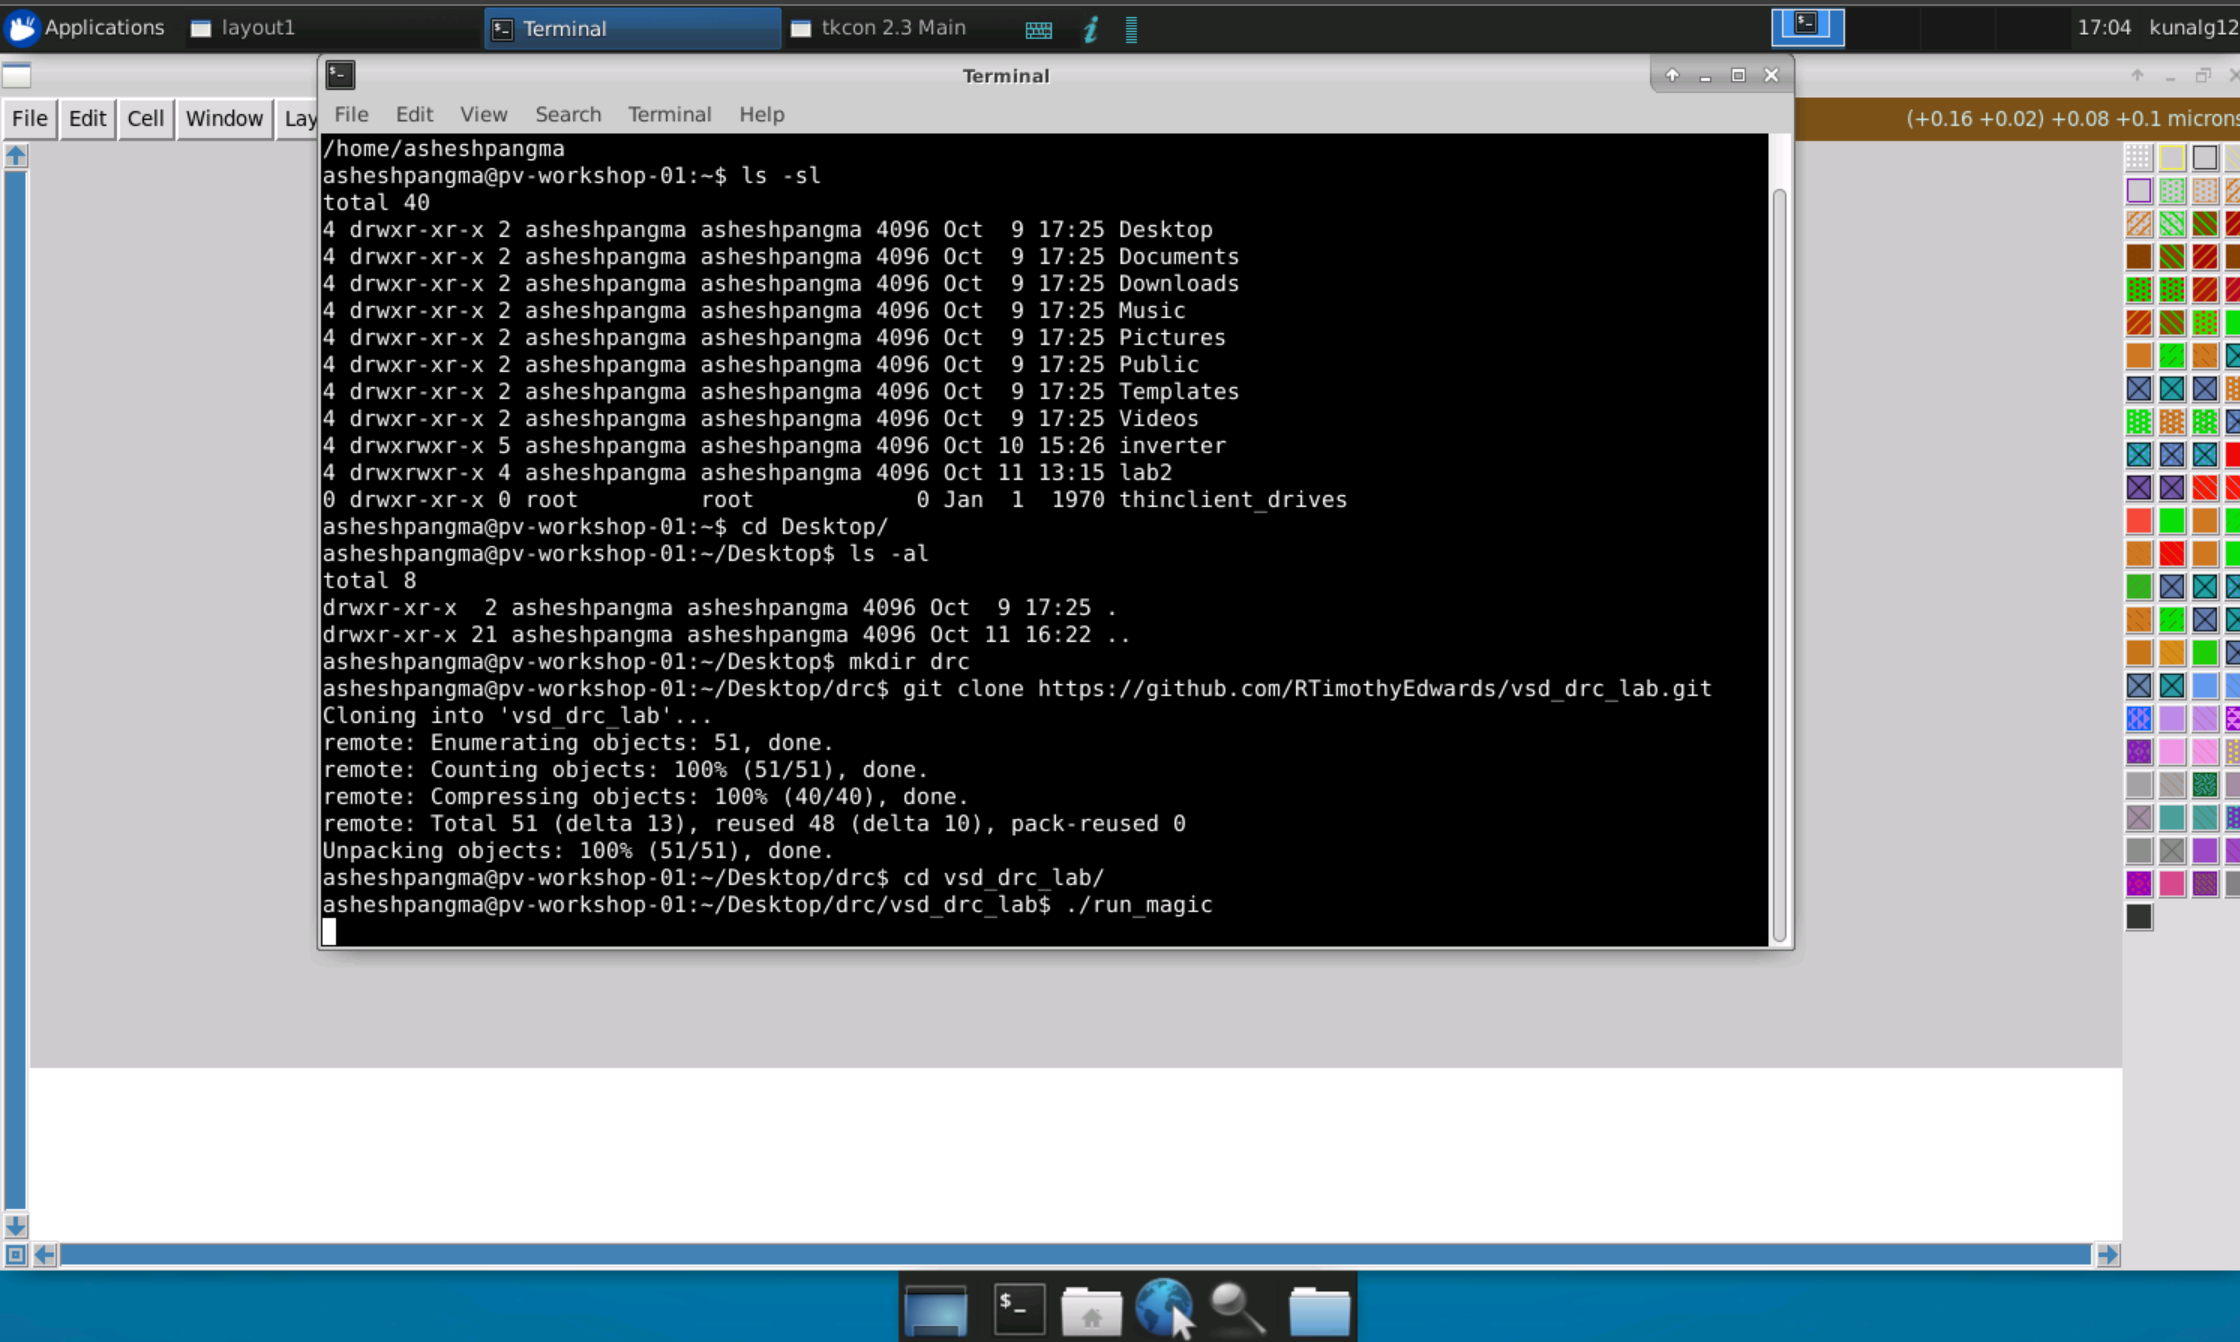 Applications layout1 Terminal tkcon 2.3 Main 17:04 kunalg12
Terminal
File Edit Cell Window Lay
(+0.16 +0.02) +0.08 +0.1 microns
File Edit View Search Terminal Help
/home/asheshpangma
asheshpangma@pv-workshop-01:~$ ls -sl
total 40
4 drwxr-xr-x 2 asheshpangma asheshpangma 4096 Oct  9 17:25 Desktop
4 drwxr-xr-x 2 asheshpangma asheshpangma 4096 Oct  9 17:25 Documents
4 drwxr-xr-x 2 asheshpangma asheshpangma 4096 Oct  9 17:25 Downloads
4 drwxr-xr-x 2 asheshpangma asheshpangma 4096 Oct  9 17:25 Music
4 drwxr-xr-x 2 asheshpangma asheshpangma 4096 Oct  9 17:25 Pictures
4 drwxr-xr-x 2 asheshpangma asheshpangma 4096 Oct  9 17:25 Public
4 drwxr-xr-x 2 asheshpangma asheshpangma 4096 Oct  9 17:25 Templates
4 drwxr-xr-x 2 asheshpangma asheshpangma 4096 Oct  9 17:25 Videos
4 drwxrwxr-x 5 asheshpangma asheshpangma 4096 Oct 10 15:26 inverter
4 drwxrwxr-x 4 asheshpangma asheshpangma 4096 Oct 11 13:15 lab2
0 drwxr-xr-x 0 root         root            0 Jan  1  1970 thinclient_drives
asheshpangma@pv-workshop-01:~$ cd Desktop/
asheshpangma@pv-workshop-01:~/Desktop$ ls -al
total 8
drwxr-xr-x  2 asheshpangma asheshpangma 4096 Oct  9 17:25 .
drwxr-xr-x 21 asheshpangma asheshpangma 4096 Oct 11 16:22 ..
asheshpangma@pv-workshop-01:~/Desktop$ mkdir drc
asheshpangma@pv-workshop-01:~/Desktop/drc$ git clone https://github.com/RTimothyEdwards/vsd_drc_lab.git
Cloning into 'vsd_drc_lab'...
remote: Enumerating objects: 51, done.
remote: Counting objects: 100% (51/51), done.
remote: Compressing objects: 100% (40/40), done.
remote: Total 51 (delta 13), reused 48 (delta 10), pack-reused 0
Unpacking objects: 100% (51/51), done.
asheshpangma@pv-workshop-01:~/Desktop/drc$ cd vsd_drc_lab/
asheshpangma@pv-workshop-01:~/Desktop/drc/vsd_drc_lab$ ./run_magic